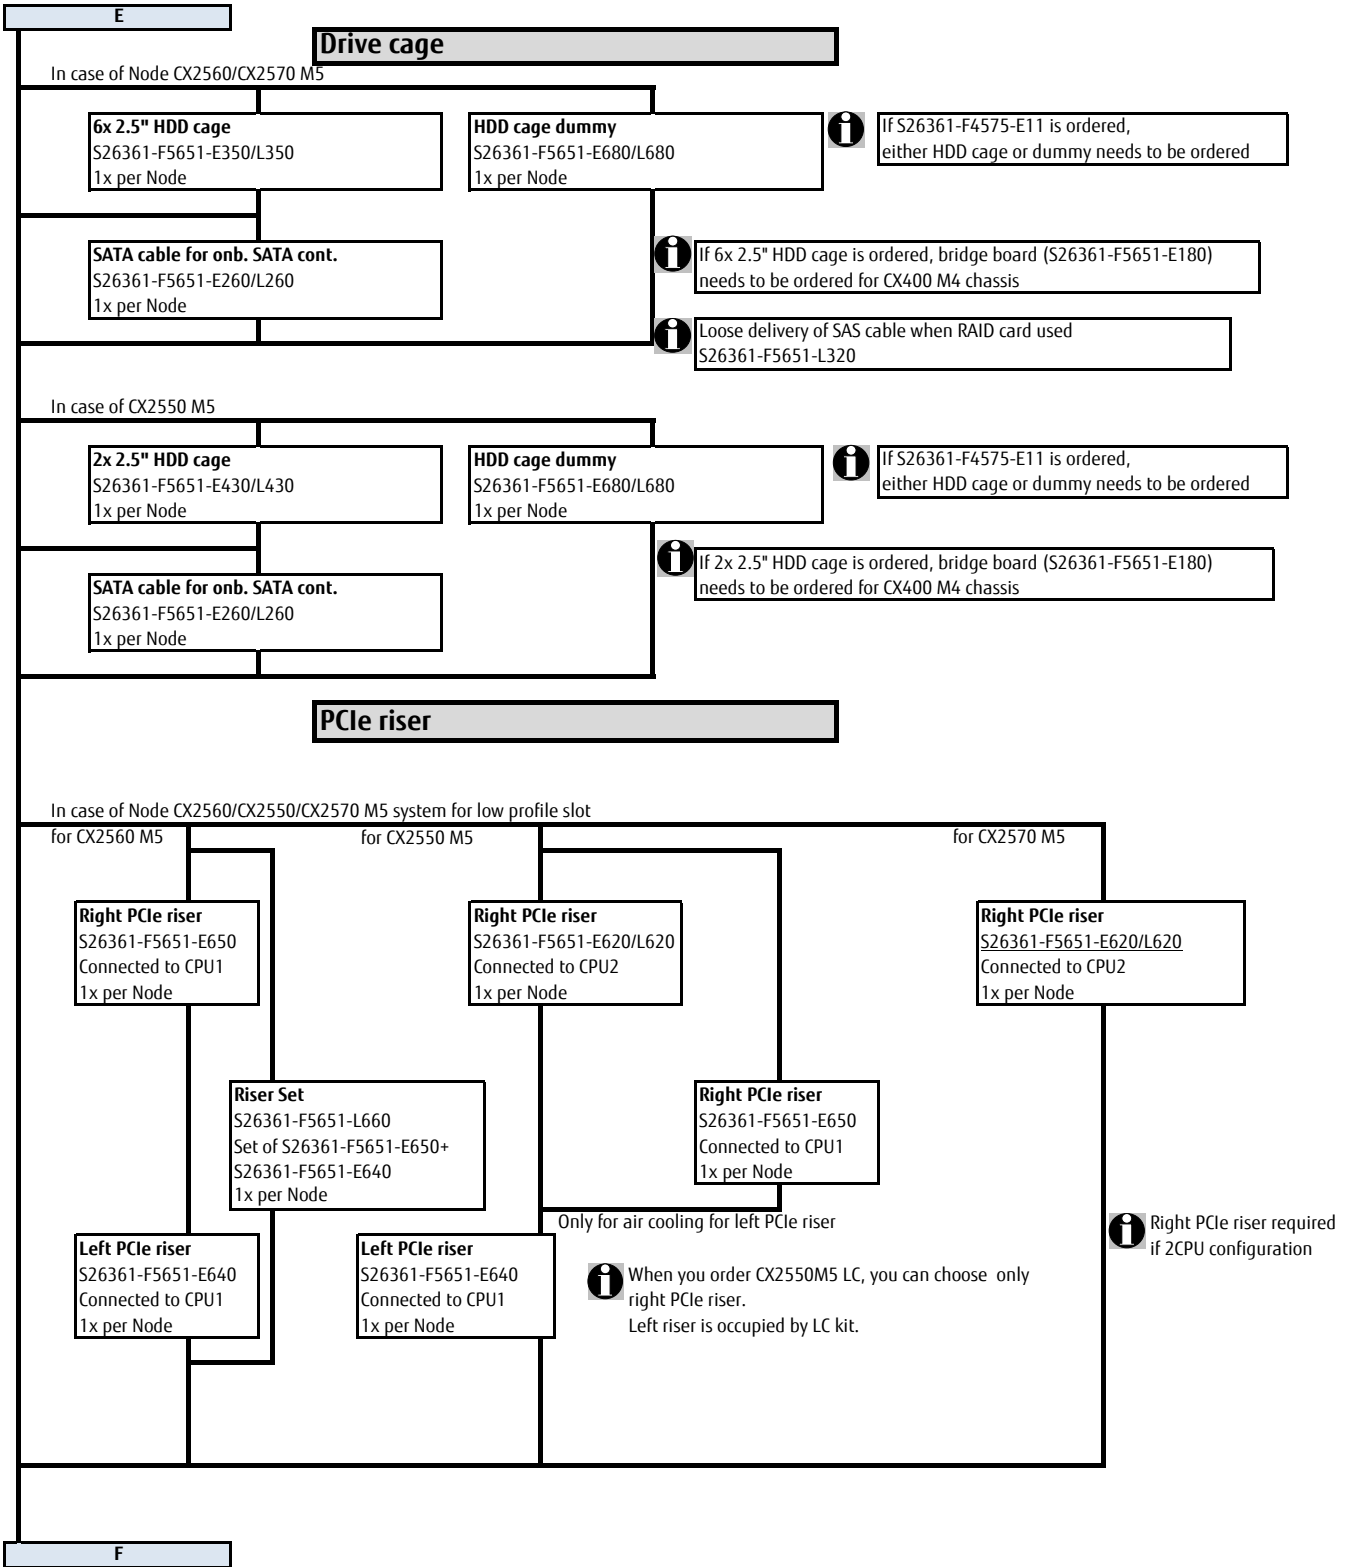 E
Drive cage
In case of Node CX2560/CX2570 M5
6x 2.5" HDD cage
S26361-F5651-E350/L350
1x per Node
HDD cage dummy
S26361-F5651-E680/L680
1x per Node
If S26361-F4575-E11 is ordered,
either HDD cage or dummy needs to be ordered
SATA cable for onb. SATA cont.
S26361-F5651-E260/L260
1x per Node
If 6x 2.5" HDD cage is ordered, bridge board (S26361-F5651-E180)
needs to be ordered for CX400 M4 chassis
Loose delivery of SAS cable when RAID card used
S26361-F5651-L320
In case of CX2550 M5
2x 2.5" HDD cage
S26361-F5651-E430/L430
1x per Node
HDD cage dummy
S26361-F5651-E680/L680
1x per Node
If S26361-F4575-E11 is ordered,
either HDD cage or dummy needs to be ordered
If 2x 2.5" HDD cage is ordered, bridge board (S26361-F5651-E180)
needs to be ordered for CX400 M4 chassis
SATA cable for onb. SATA cont.
S26361-F5651-E260/L260
1x per Node
PCIe riser
In case of Node CX2560/CX2550/CX2570 M5 system for low profile slot
for CX2560 M5
for CX2550 M5
for CX2570 M5
Right PCIe riser
S26361-F5651-E650
Connected to CPU1
1x per Node
Right PCIe riser
S26361-F5651-E620/L620
Connected to CPU2
1x per Node
Right PCIe riser
S26361-F5651-E620/L620
Connected to CPU2
1x per Node
Riser Set
S26361-F5651-L660
Set of S26361-F5651-E650+
S26361-F5651-E640
1x per Node
Right PCIe riser
S26361-F5651-E650
Connected to CPU1
1x per Node
Only for air cooling for left PCIe riser
Right PCIe riser required
if 2CPU configuration
Left PCIe riser
S26361-F5651-E640
Connected to CPU1
1x per Node
Left PCIe riser
S26361-F5651-E640
Connected to CPU1
1x per Node
When you order CX2550M5 LC, you can choose only
right PCIe riser.
Left riser is occupied by LC kit.
F